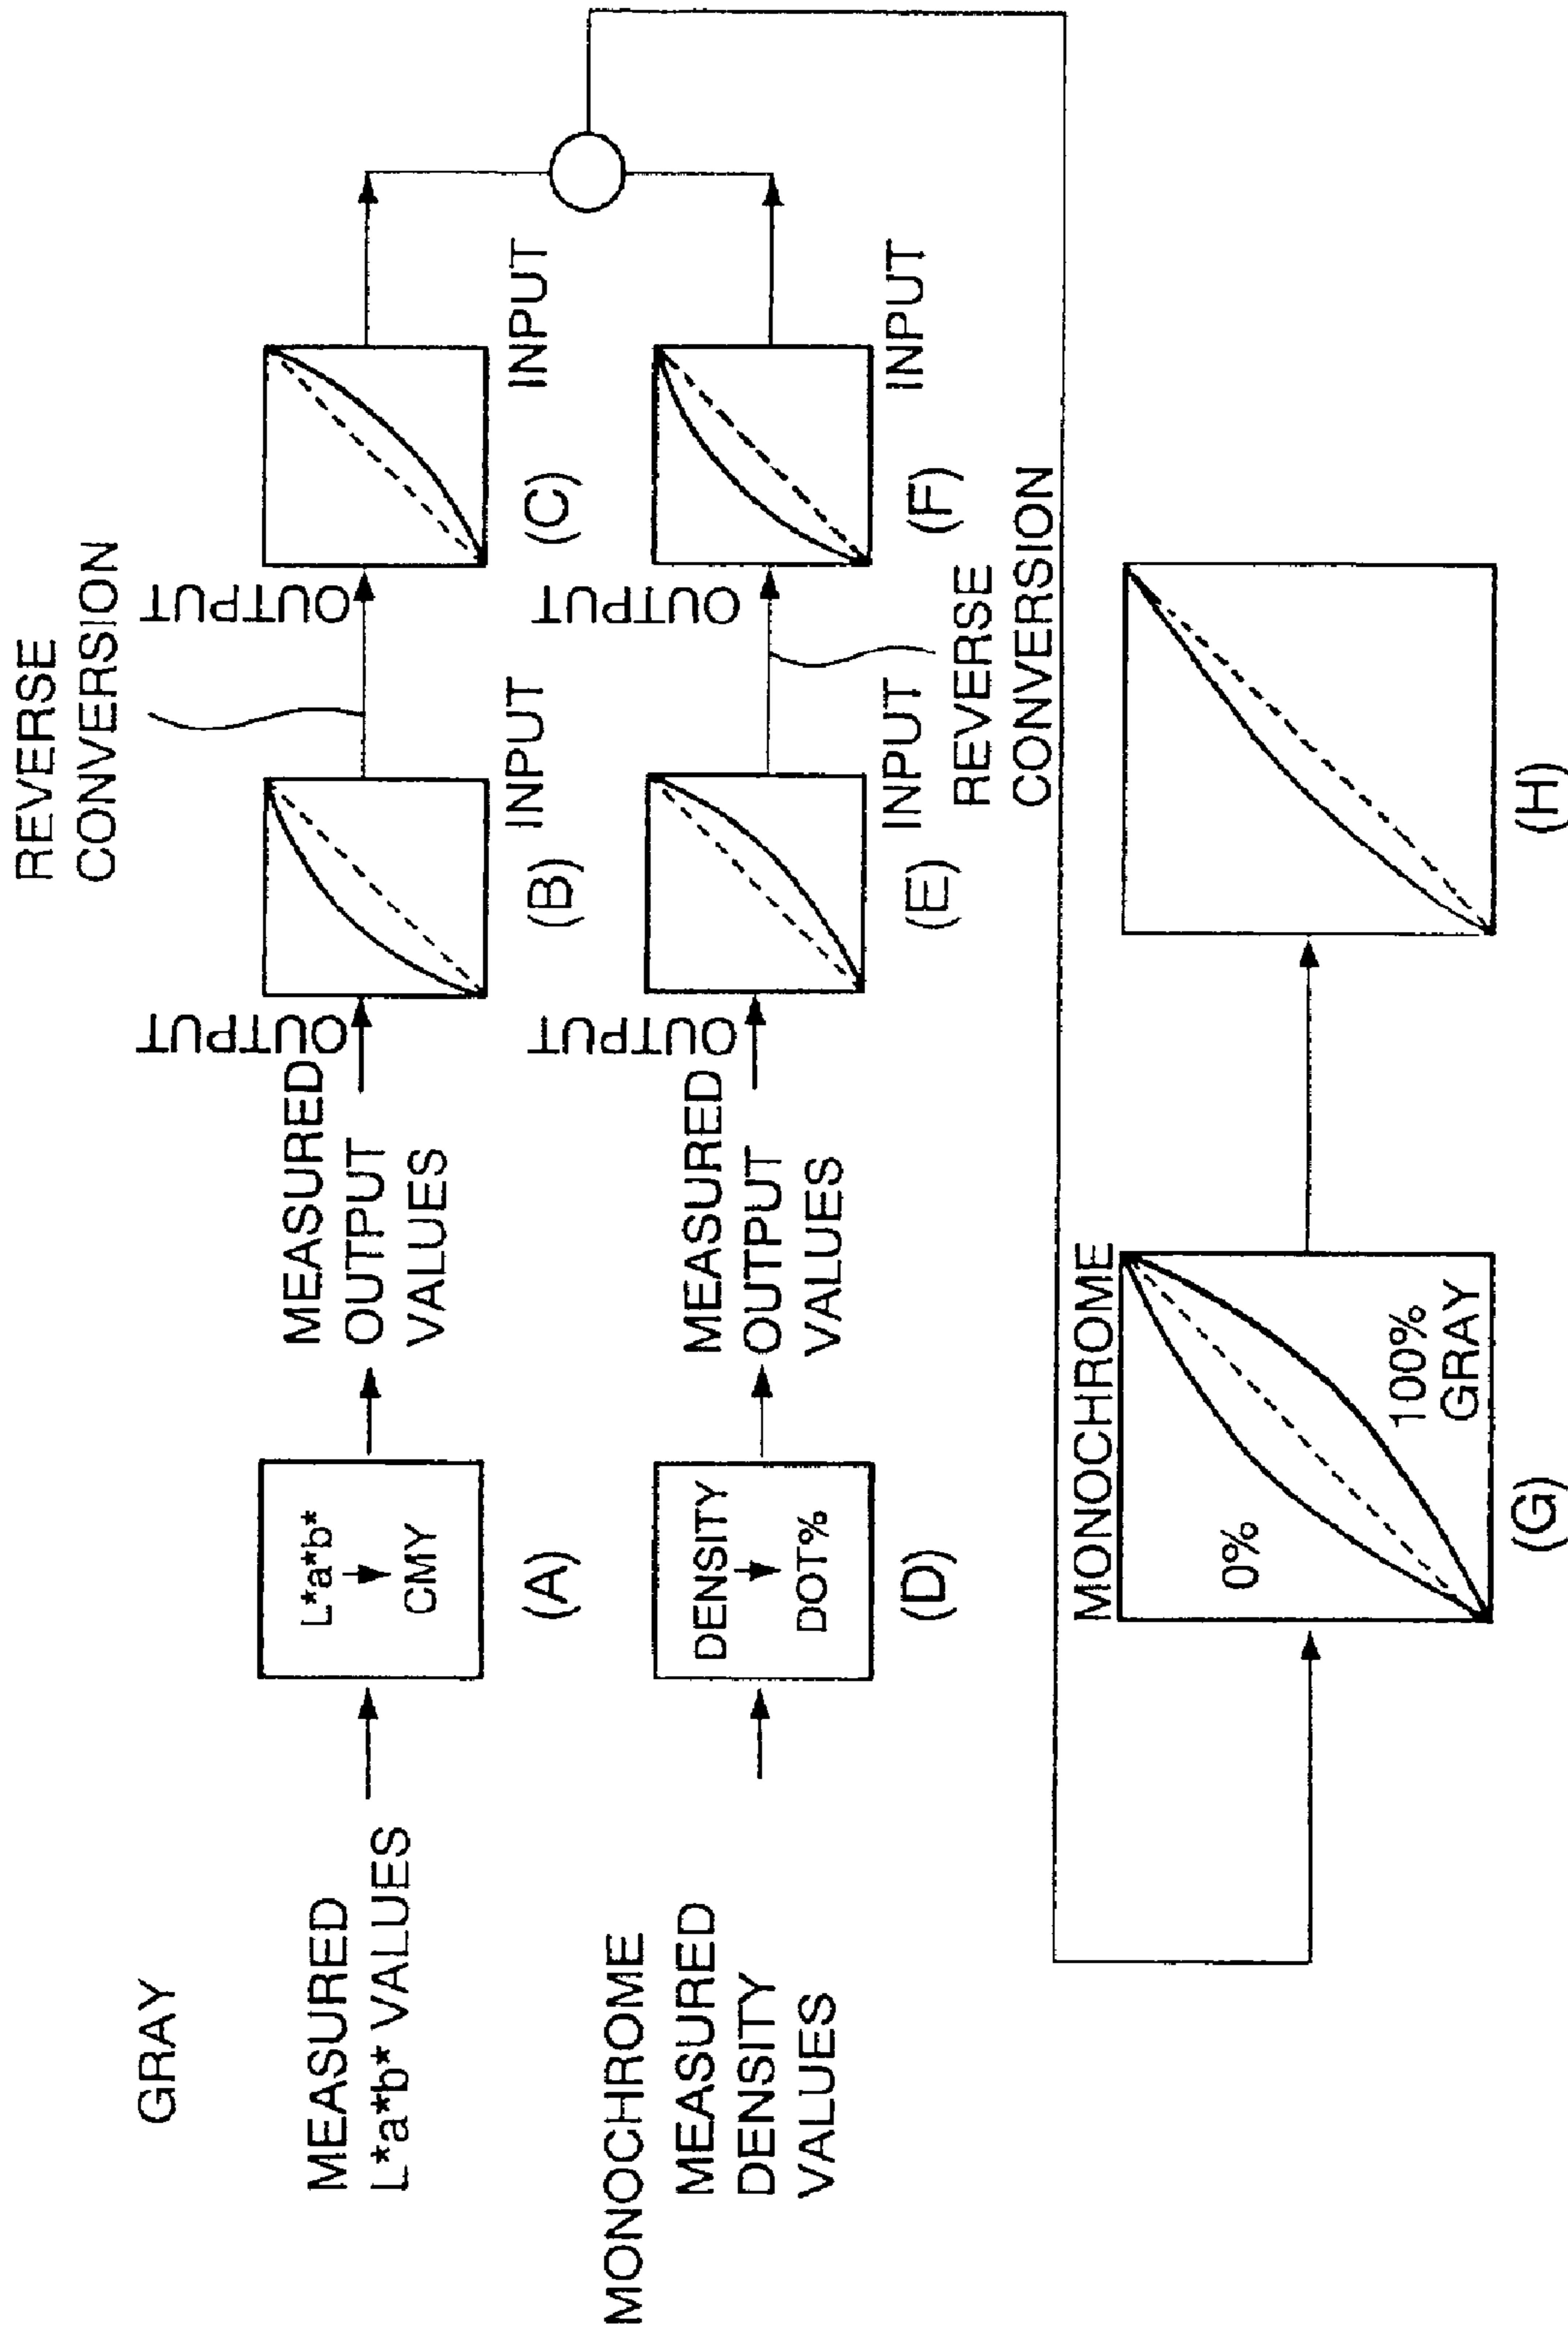 GRAY
MEASURED
L*a*b* VALUES
L*a*b*
CMY
(A)
MEASURED
OUTPUT
VALUES
OUTPUT
(B)
INPUT
REVERSE
CONVERSION
OUTPUT
(C)
INPUT
MONOCHROME
MEASURED
DENSITY
VALUES
DENSITY
DOT%
(D)
MEASURED
OUTPUT
VALUES
OUTPUT
(E)
INPUT
REVERSE
CONVERSION
OUTPUT
(F)
INPUT
MONOCHROME
0%
100%
GRAY
(G)
(H)